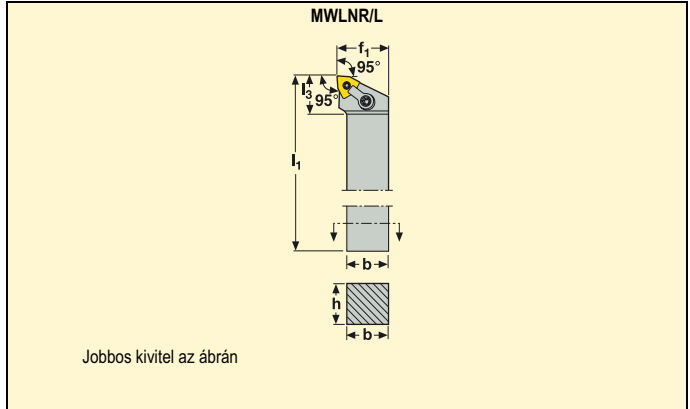 MWLNR/L
f₁
95°
l₃
95°
l₁
b
h
b
Jobbos kivitel az ábrán